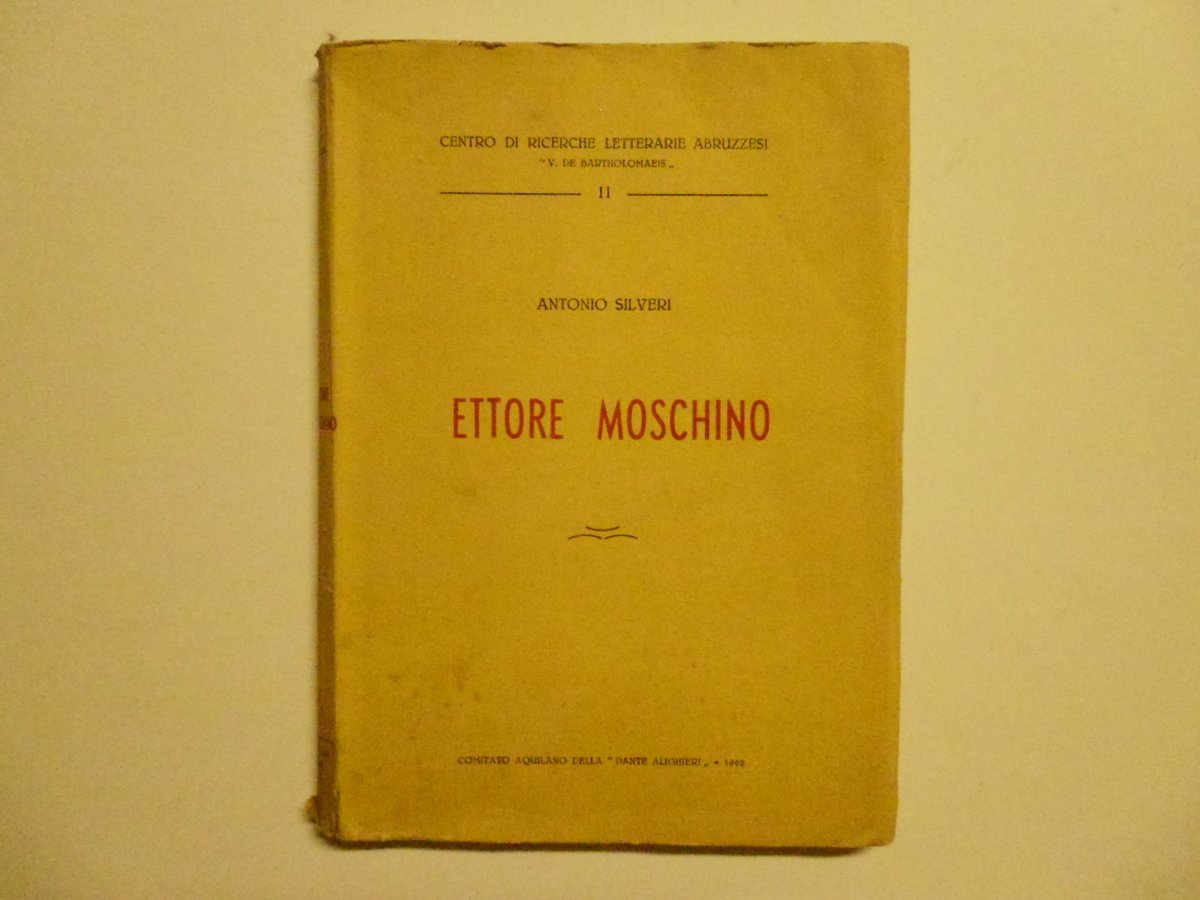 CENTRO DI RICERCHE LETTERARIE ABRUZZESI
"V. DE BARTHOLOMAEIS„
II
ANTONIO SILVERI
ETTORE MOSCHINO
COMITATO AQUILANO DELLA "DANTE ALIGHIERI„ •